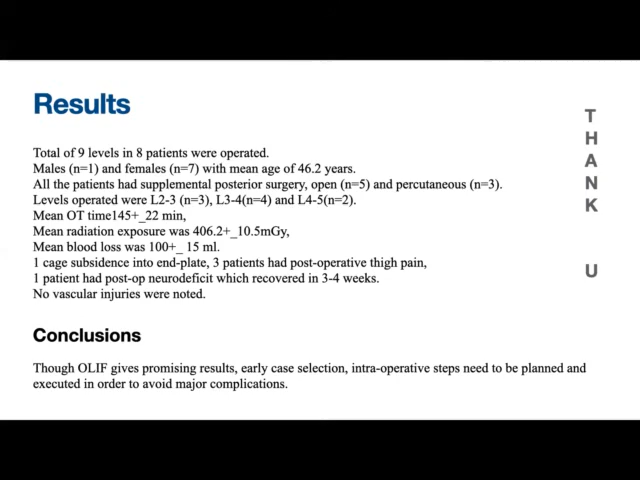 Results
Total of 9 levels in 8 patients were operated.
Males (n=1) and females (n=7) with mean age of 46.2 years.
All the patients had supplemental posterior surgery, open (n=5) and percutaneous (n=3).
Levels operated were L2-3 (n=3), L3-4(n=4) and L4-5(n=2).
Mean OT time145+_22 min,
Mean radiation exposure was 406.2+_10.5mGy,
Mean blood loss was 100+_ 15 ml.
1 cage subsidence into end-plate, 3 patients had post-operative thigh pain,
1 patient had post-op neurodeficit which recovered in 3-4 weeks.
No vascular injuries were noted.
Conclusions
Though OLIF gives promising results, early case selection, intra-operative steps need to be planned and
executed in order to avoid major complications.
T
H
A
N
K
U